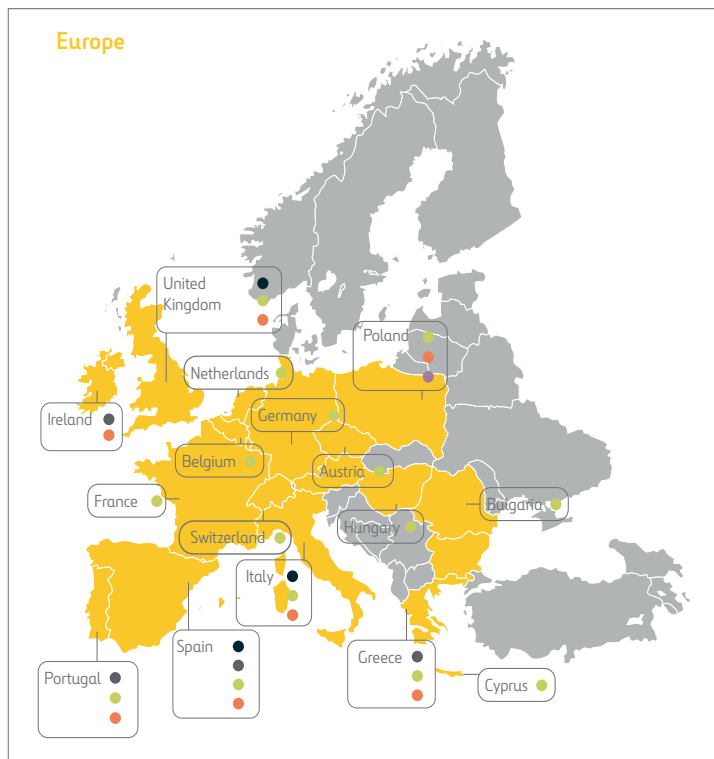 Europe
United
Kingdom
Poland
Netherlands
Germany
Ireland
Belgium
Austria
France
Bulgaria
Hungary
Switzerland
Italy
Spain
Greece
Portugal
Cyprus